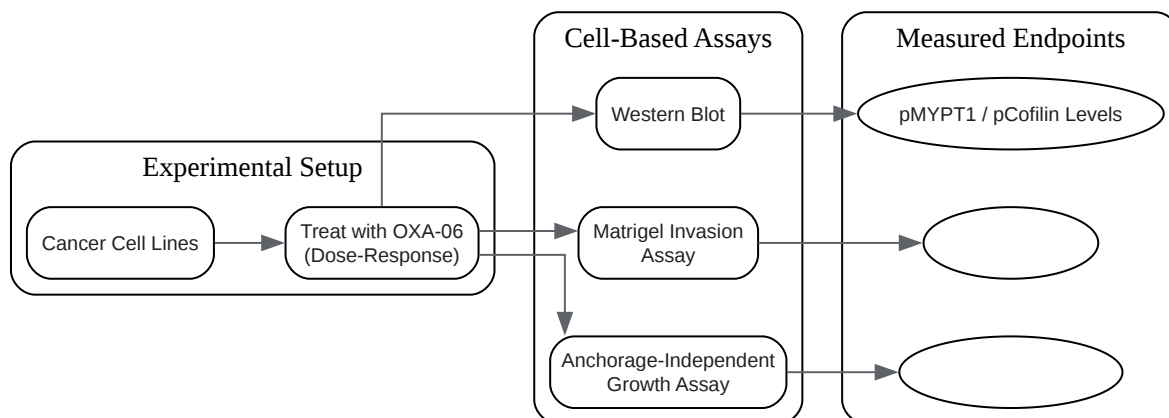 Cell-Based Assays
Measured Endpoints
Western Blot
pMYPT1 / pCofilin Levels
Experimental Setup
Cancer Cell Lines
Treat with OXA-06
(Dose-Response)
Matrigel Invasion
Assay
Anchorage-Independent
Growth Assay